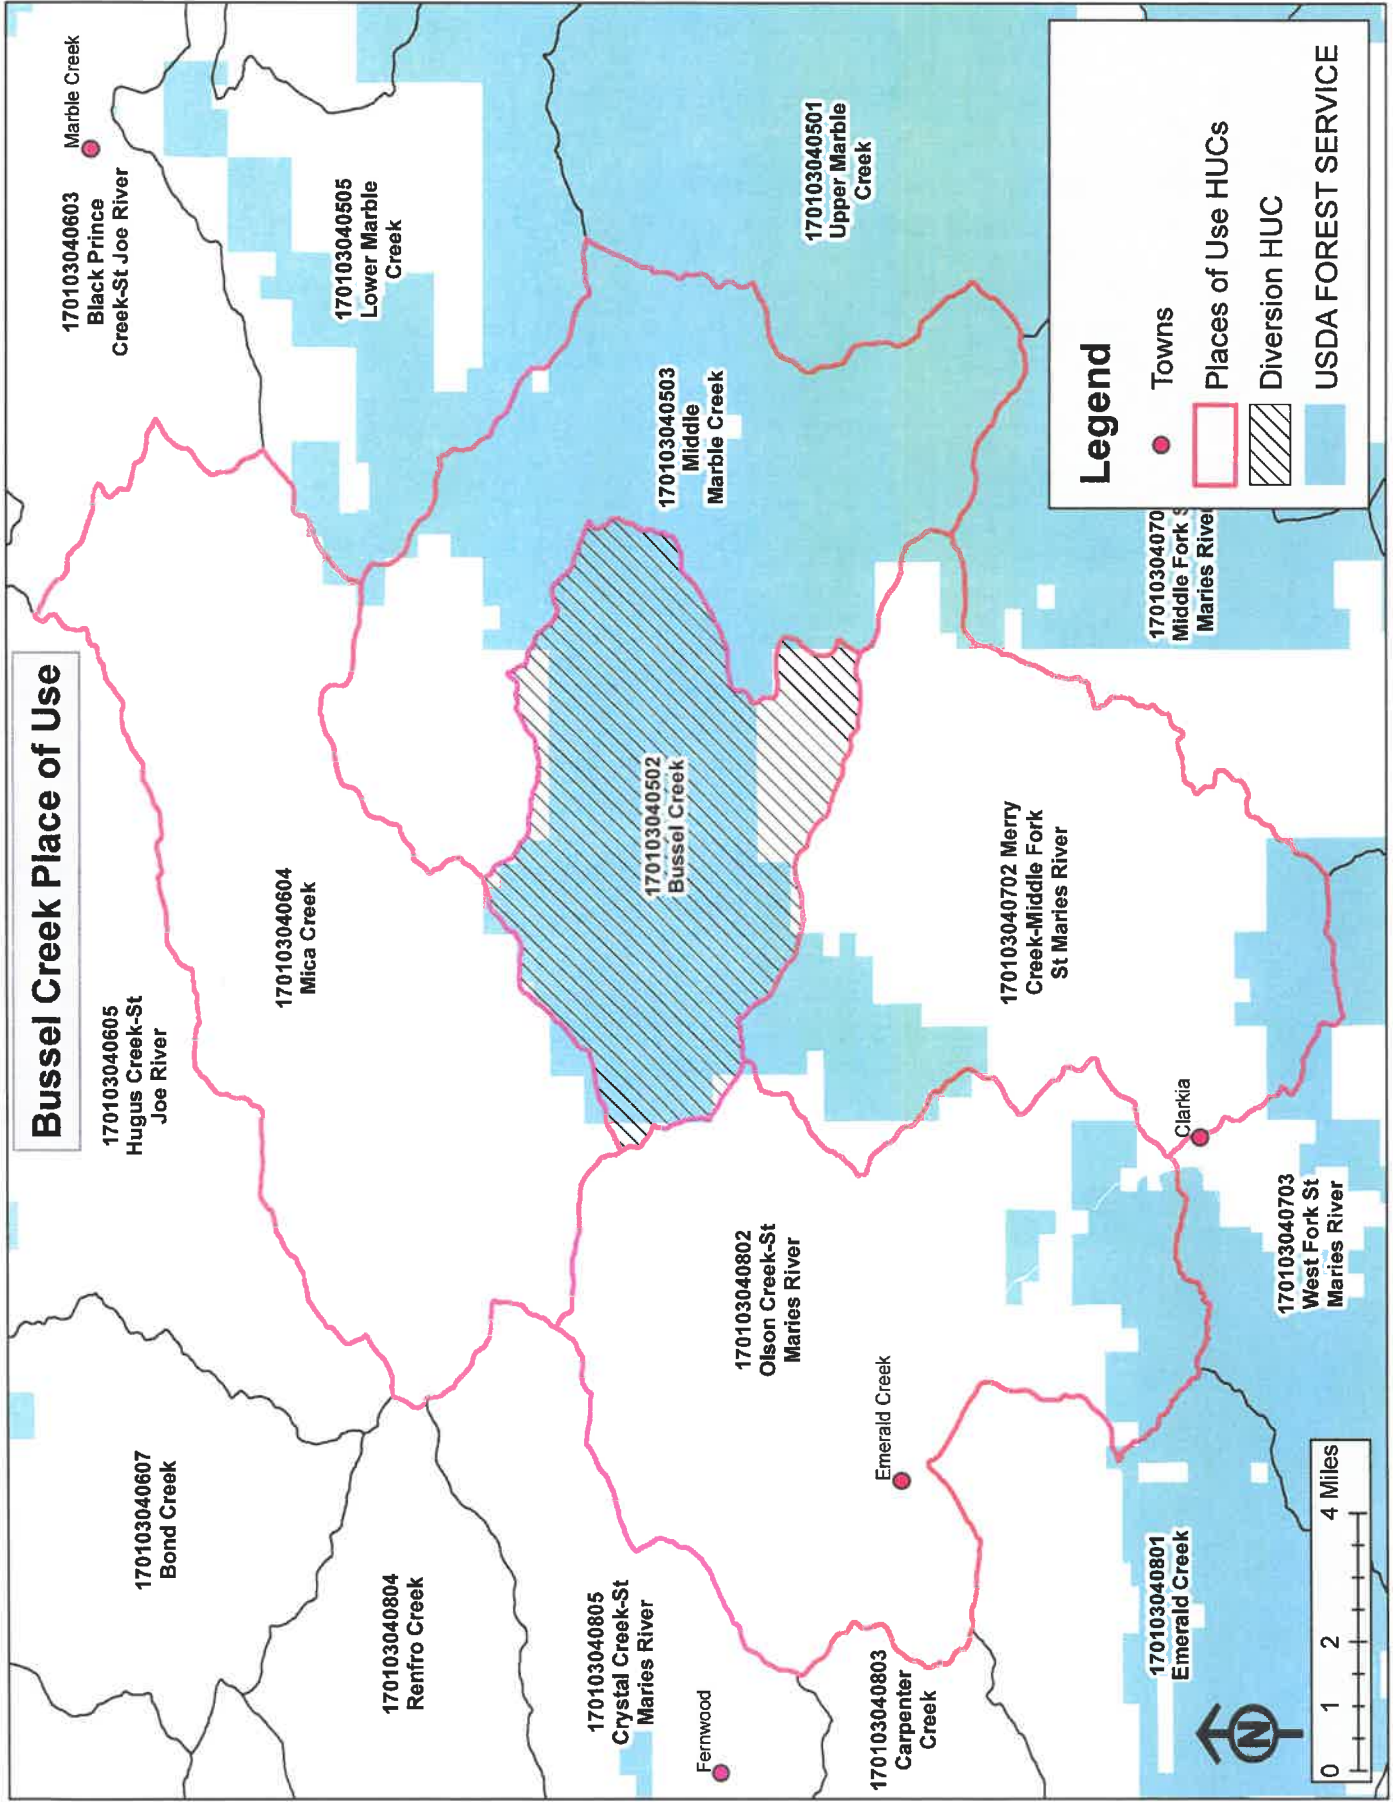 Bussel Creek Place of Use
170103040603
Black Prince
Creek-St Joe River
Marble Creek
170103040605
Hugus Creek-St
Joe River
170103040607
Bond Creek
170103040505
Lower Marble
Creek
170103040604
Mica Creek
170103040804
Renfro Creek
170103040503
Middle
Marble Creek
170103040501
Upper Marble
Creek
170103040502
Bussel Creek
170103040805
Crystal Creek-St
Maries River
Fernwood
170103040802
Olson Creek-St
Maries River
Emerald Creek
170103040803
Carpenter
Creek
170103040702 Merry
Creek-Middle Fork
St Maries River
Clarkia
17010304070
Middle Fork S
Maries River
170103040703
West Fork St
Maries River
170103040801
Emerald Creek
Legend
Towns
Places of Use HUCs
Diversion HUC
USDA FOREST SERVICE
N
0 1 2 4 Miles